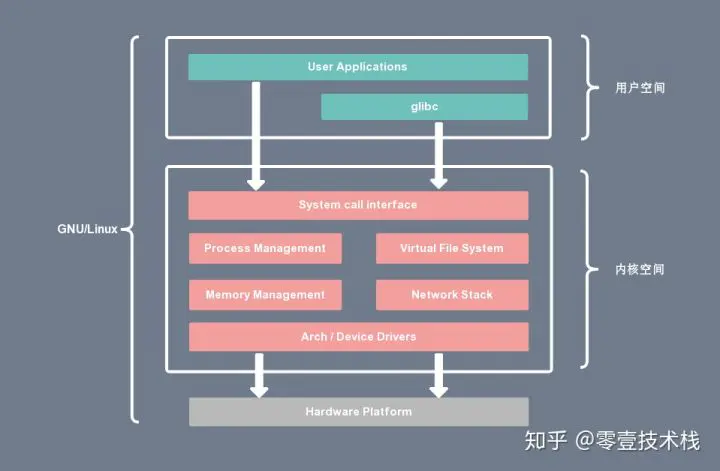 User Applications
glibc
用户空间
System call interface
GNU/Linux
Process Management
Virtual File System
内核空间
Memory Management
Network Stack
Arch / Device Drivers
Hardware Platform
知乎 @零壹技术栈